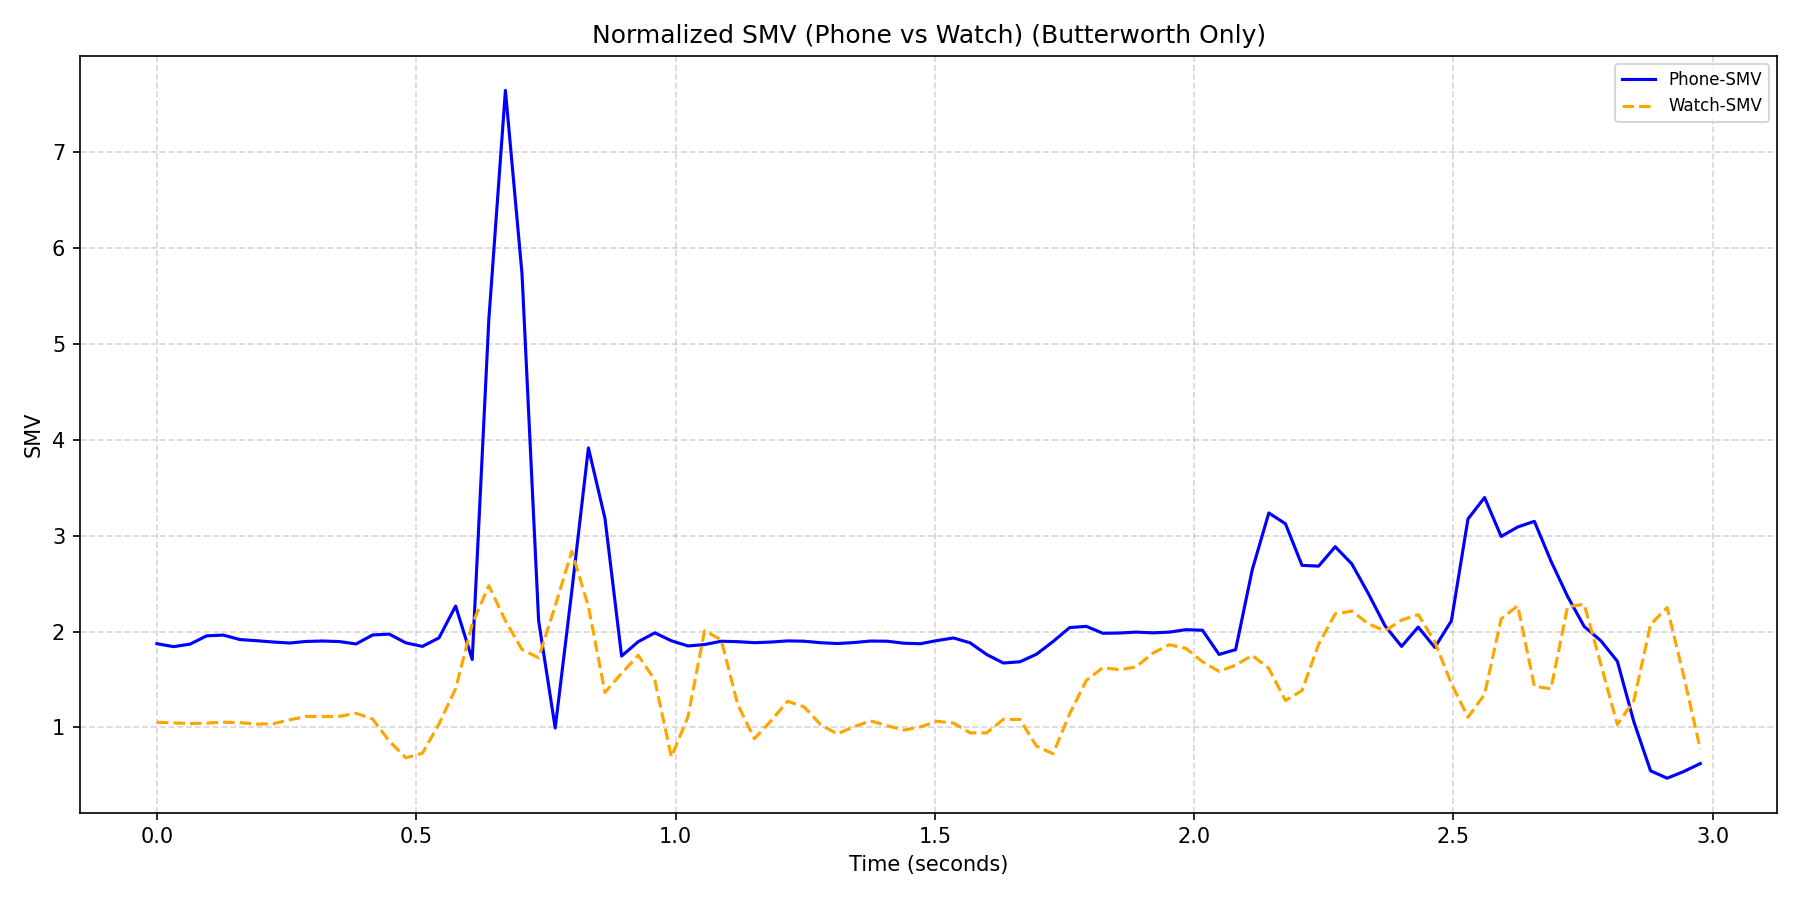 Normalized SMV (Phone vs Watch) (Butterworth Only)
Phone-SMV
Watch-SMV
SMV
7
6
5
4
3
2
1
0.0 0.5 1.0 1.5 2.0 2.5 3.0
Time (seconds)